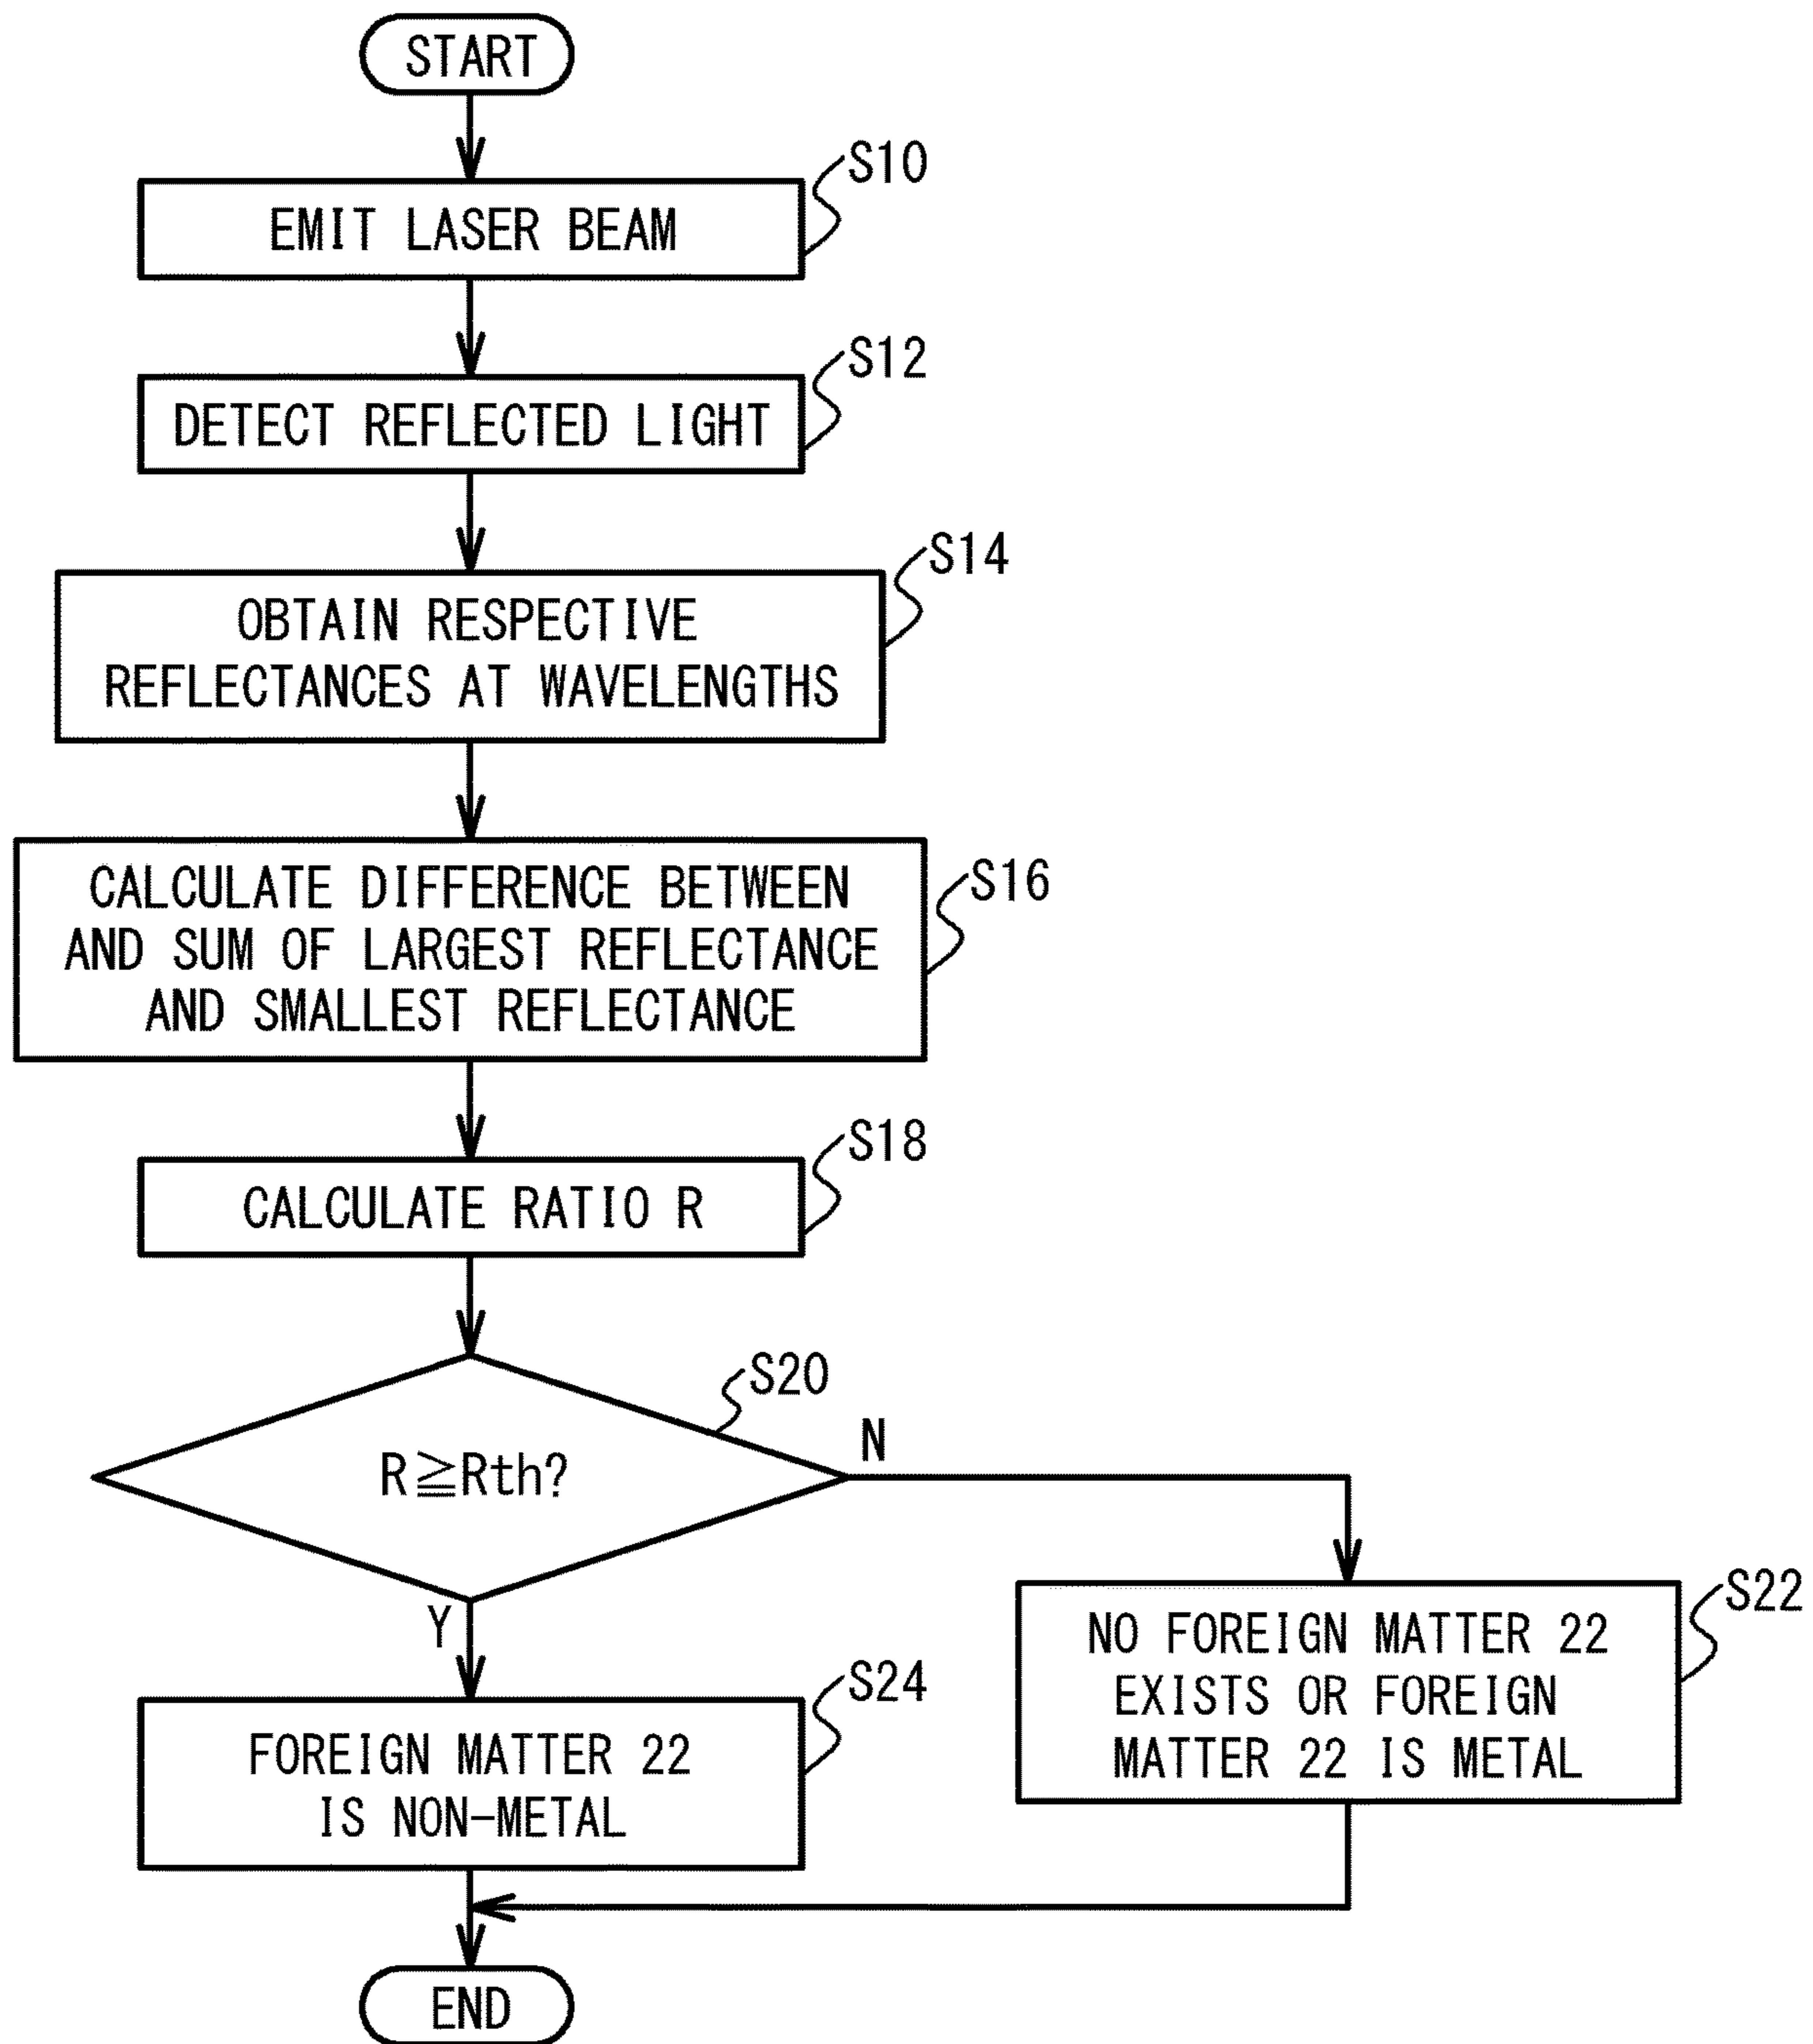 START
S10
EMIT LASER BEAM
S12
DETECT REFLECTED LIGHT
S14
OBTAIN RESPECTIVE
REFLECTANCES AT WAVELENGTHS
S16
CALCULATE DIFFERENCE BETWEEN
AND SUM OF LARGEST REFLECTANCE
AND SMALLEST REFLECTANCE
S18
CALCULATE RATIO R
S20
R≧Rth?
N
Y
S22
NO FOREIGN MATTER 22
EXISTS OR FOREIGN
MATTER 22 IS METAL
S24
FOREIGN MATTER 22
IS NON-METAL
END